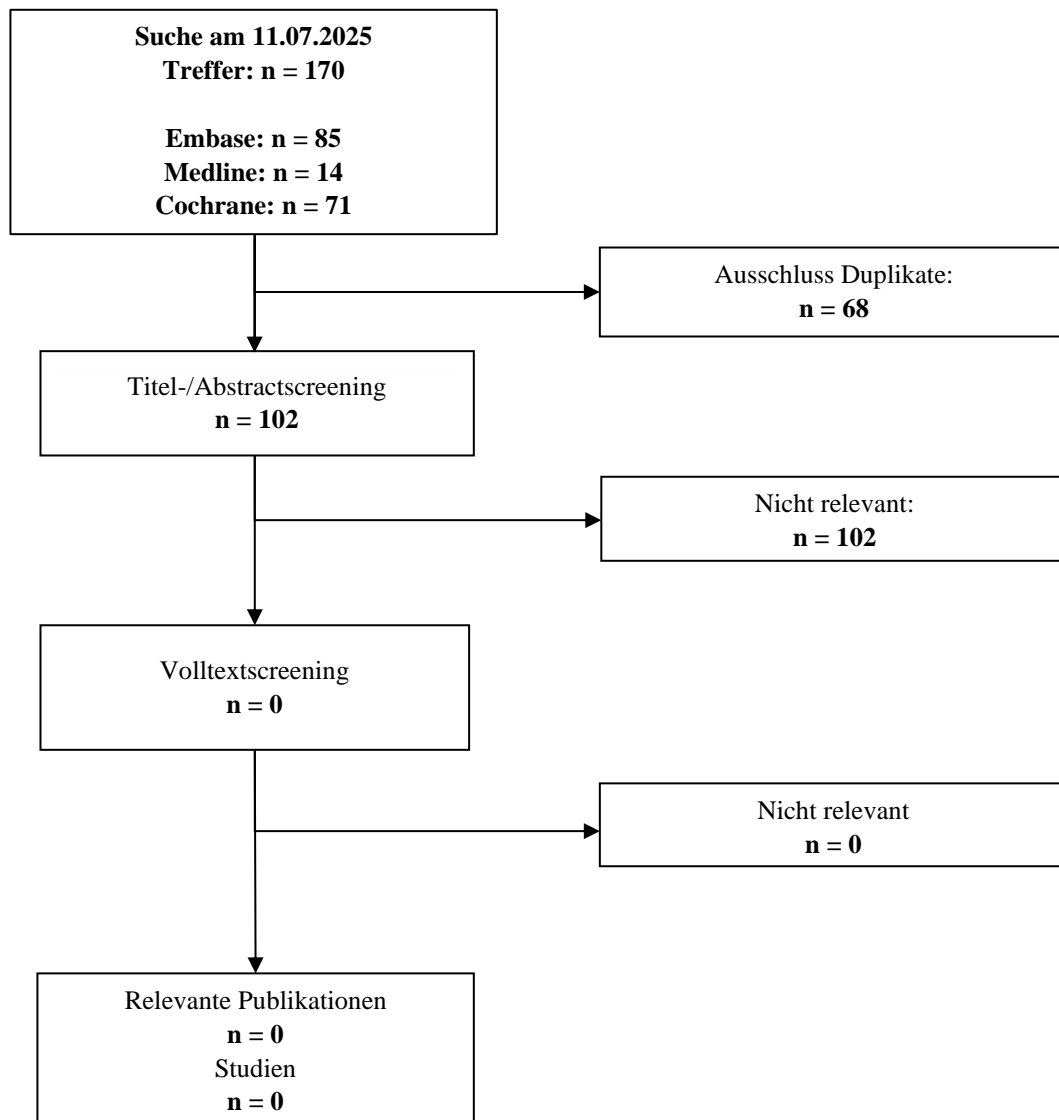 Suche am 11.07.2025
Treffer: n = 170
Embase: n = 85
Medline: n = 14
Cochrane: n = 71
Ausschluss Duplikate:
n = 68
Titel-/Abstractscreening
n = 102
Nicht relevant:
n = 102
Volltextscreening
n = 0
Nicht relevant
n = 0
Relevante Publikationen
n = 0
Studien
n = 0